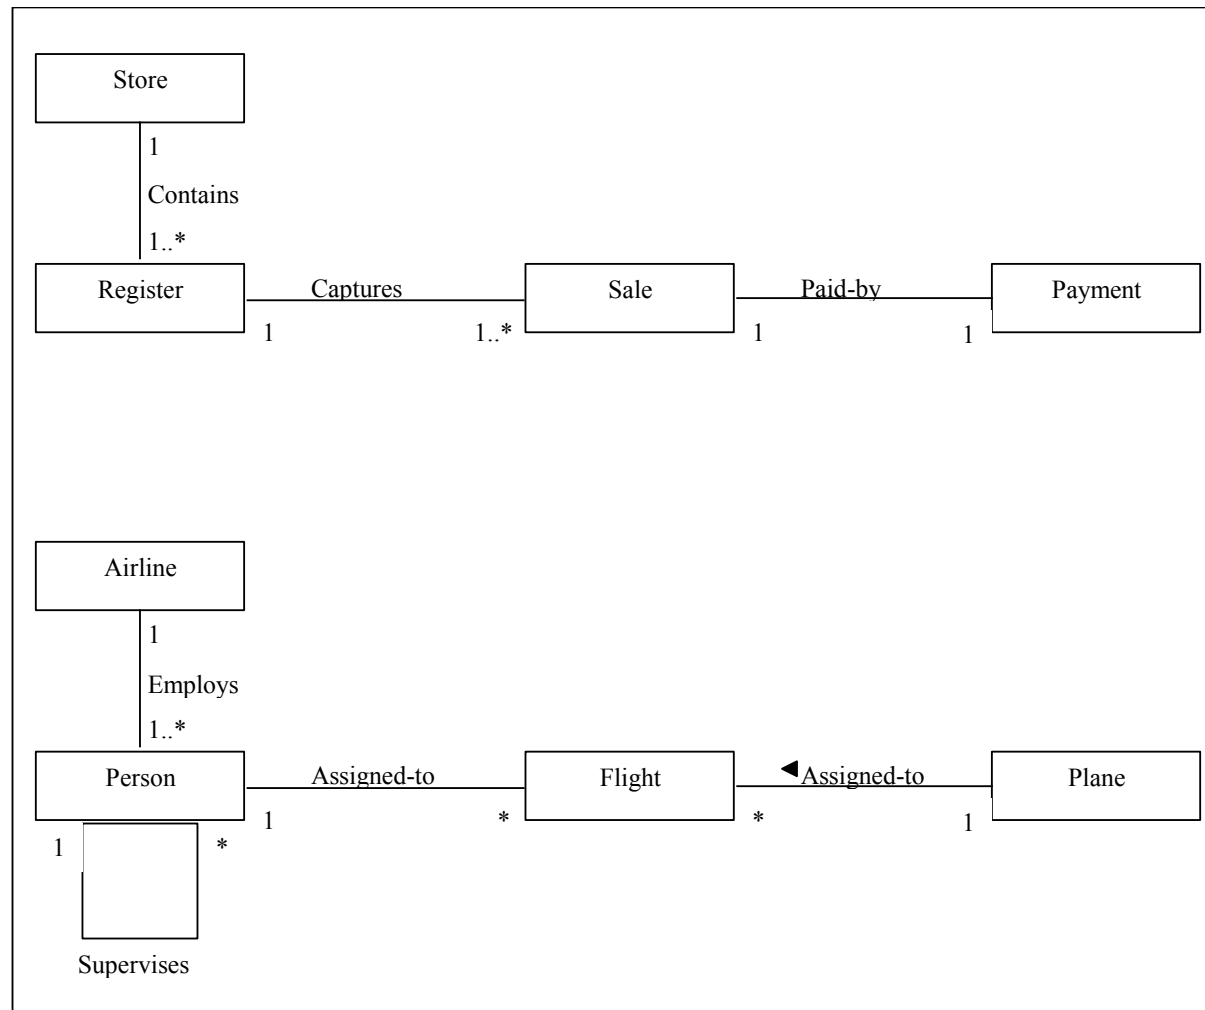 Store
1
Contains
1..*
Register
Captures
Sale
Paid-by
Payment
1
1..*
1
1
Airline
1
Employs
1..*
Person
Assigned-to
Flight
Assigned-to
Plane
1
*
*
1
1
*
Supervises